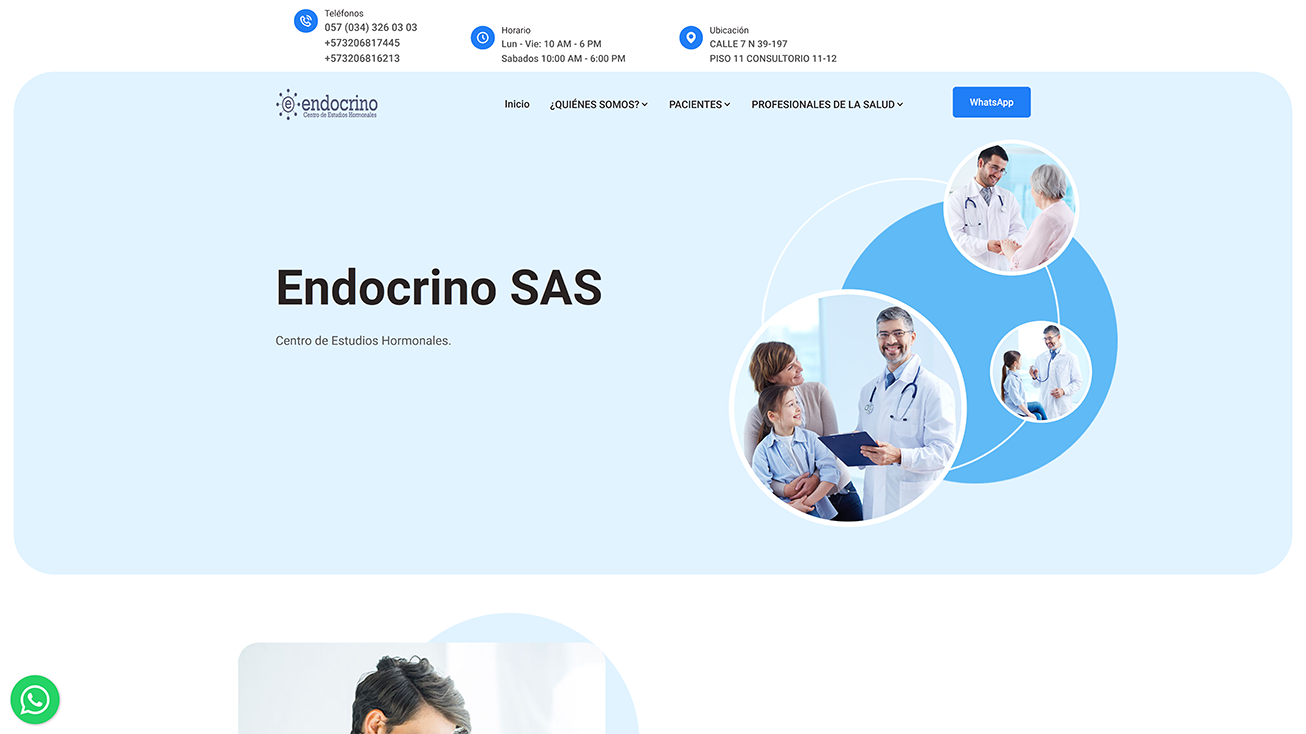 Teléfonos
057 (034) 326 03 03
+573206817445
+573206816213
Horario
Lun - Vie: 10 AM - 6 PM
Sabados 10:00 AM - 6:00 PM
Ubicación
CALLE 7 N 39-197
PISO 11 CONSULTORIO 11-12
e endocrino
Centro de Estudios Hormonales
Inicio
¿QUIÉNES SOMOS?
PACIENTES
PROFESIONALES DE LA SALUD
WhatsApp
Endocrino SAS
Centro de Estudios Hormonales.